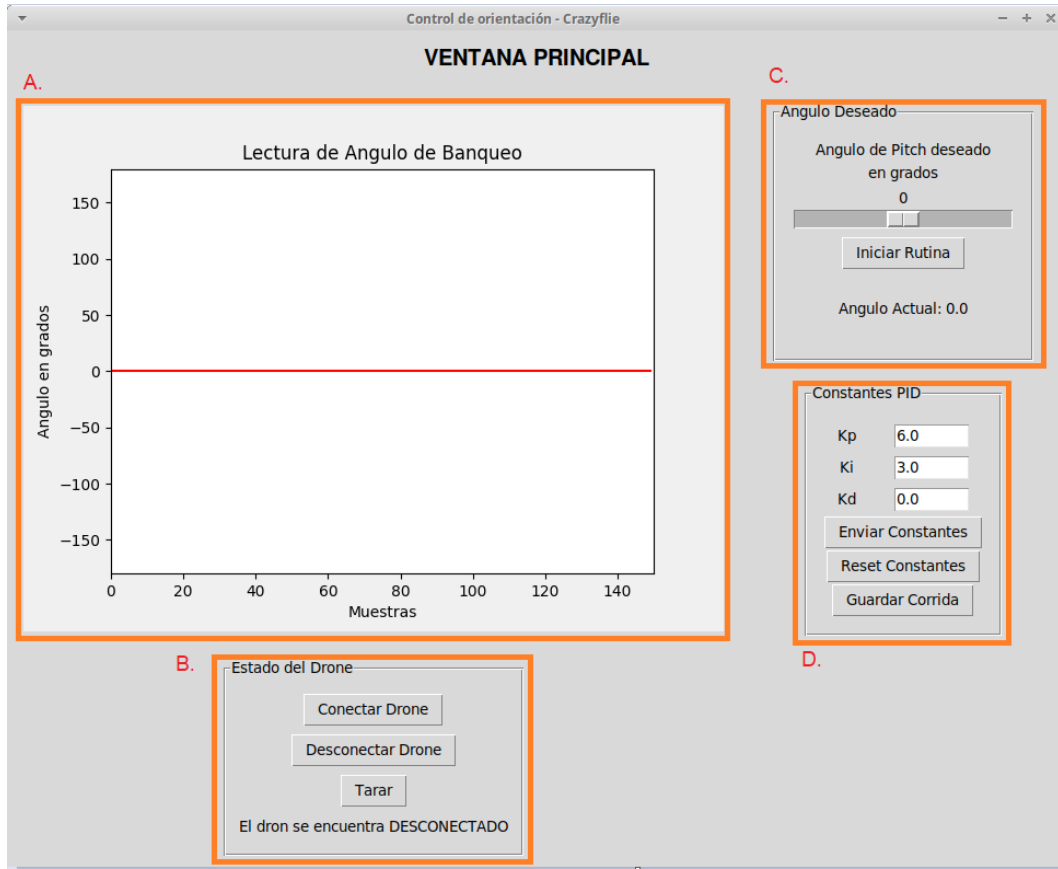 Control de orientación - Crazyflie
VENTANA PRINCIPAL
A.
Lectura de Angulo de Banqueo
Angulo en grados
150
100
50
0
−50
−100
−150
0 20 40 60 80 100 120 140
Muestras
B.
Estado del Drone
Conectar Drone
Desconectar Drone
Tarar
El dron se encuentra DESCONECTADO
C.
Angulo Deseado
Angulo de Pitch deseado
en grados
0
Iniciar Rutina
Angulo Actual: 0.0
Constantes PID
Kp 6.0
Ki 3.0
Kd 0.0
Enviar Constantes
Reset Constantes
Guardar Corrida
D.